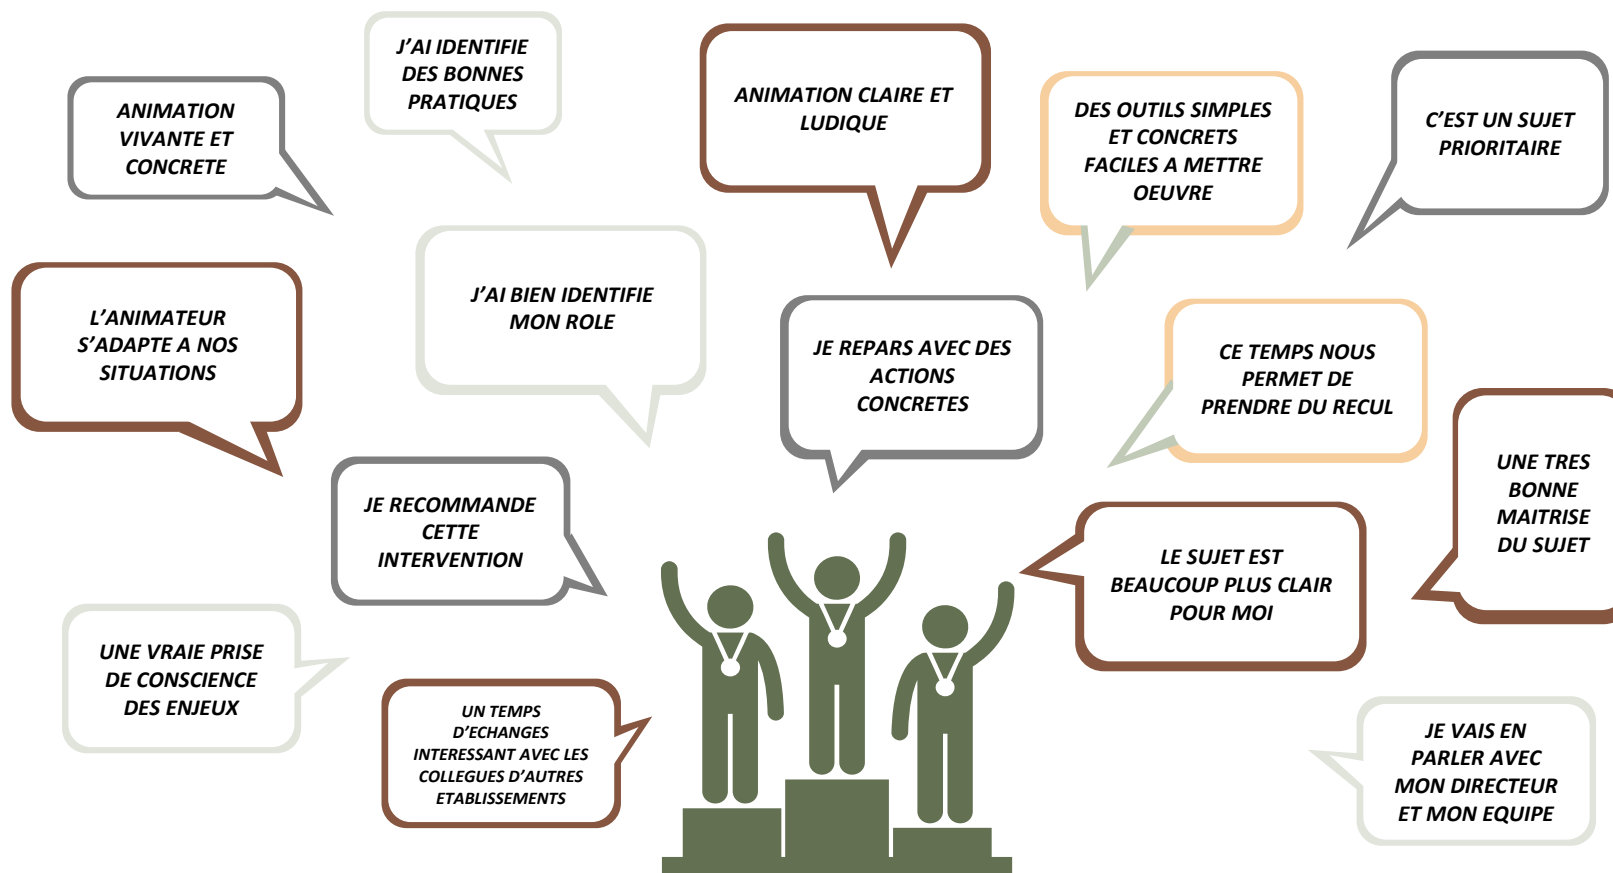 J'AI IDENTIFIE
DES BONNES
PRATIQUES
ANIMATION
VIVANTE ET
CONCRETE
ANIMATION CLAIRE ET
LUDIQUE
DES OUTILS SIMPLES
ET CONCRETS
FACILES A METTRE
OEUVRE
C'EST UN SUJET
PRIORITAIRE
L'ANIMATEUR
S'ADAPTE A NOS
SITUATIONS
J'AI BIEN IDENTIFIE
MON ROLE
JE REPARS AVEC DES
ACTIONS
CONCRETES
CE TEMPS NOUS
PERMET DE
PRENDRE DU RECUL
UNE TRES
BONNE
MAITRISE
DU SUJET
JE RECOMMANDE
CETTE
INTERVENTION
LE SUJET EST
BEAUCOUP PLUS CLAIR
POUR MOI
UNE VRAIE PRISE
DE CONSCIENCE
DES ENJEUX
UN TEMPS
D'ECHANGES
INTERESSANT AVEC LES
COLLEGUES D'AUTRES
ETABLISSEMENTS
JE VAIS EN
PARLER AVEC
MON DIRECTEUR
ET MON EQUIPE